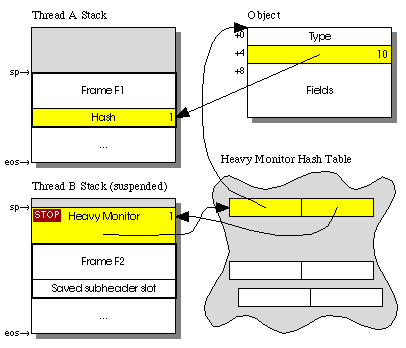 Thread A Stack
sp→
Frame F1
Hash 1
...
eos→
Object
+0
Type
+4
10
+8
Fields
Heavy Monitor Hash Table
Thread B Stack (suspended)
sp→
STOP Heavy Monitor 1
Frame F2
Saved subheader slot
...
eos→